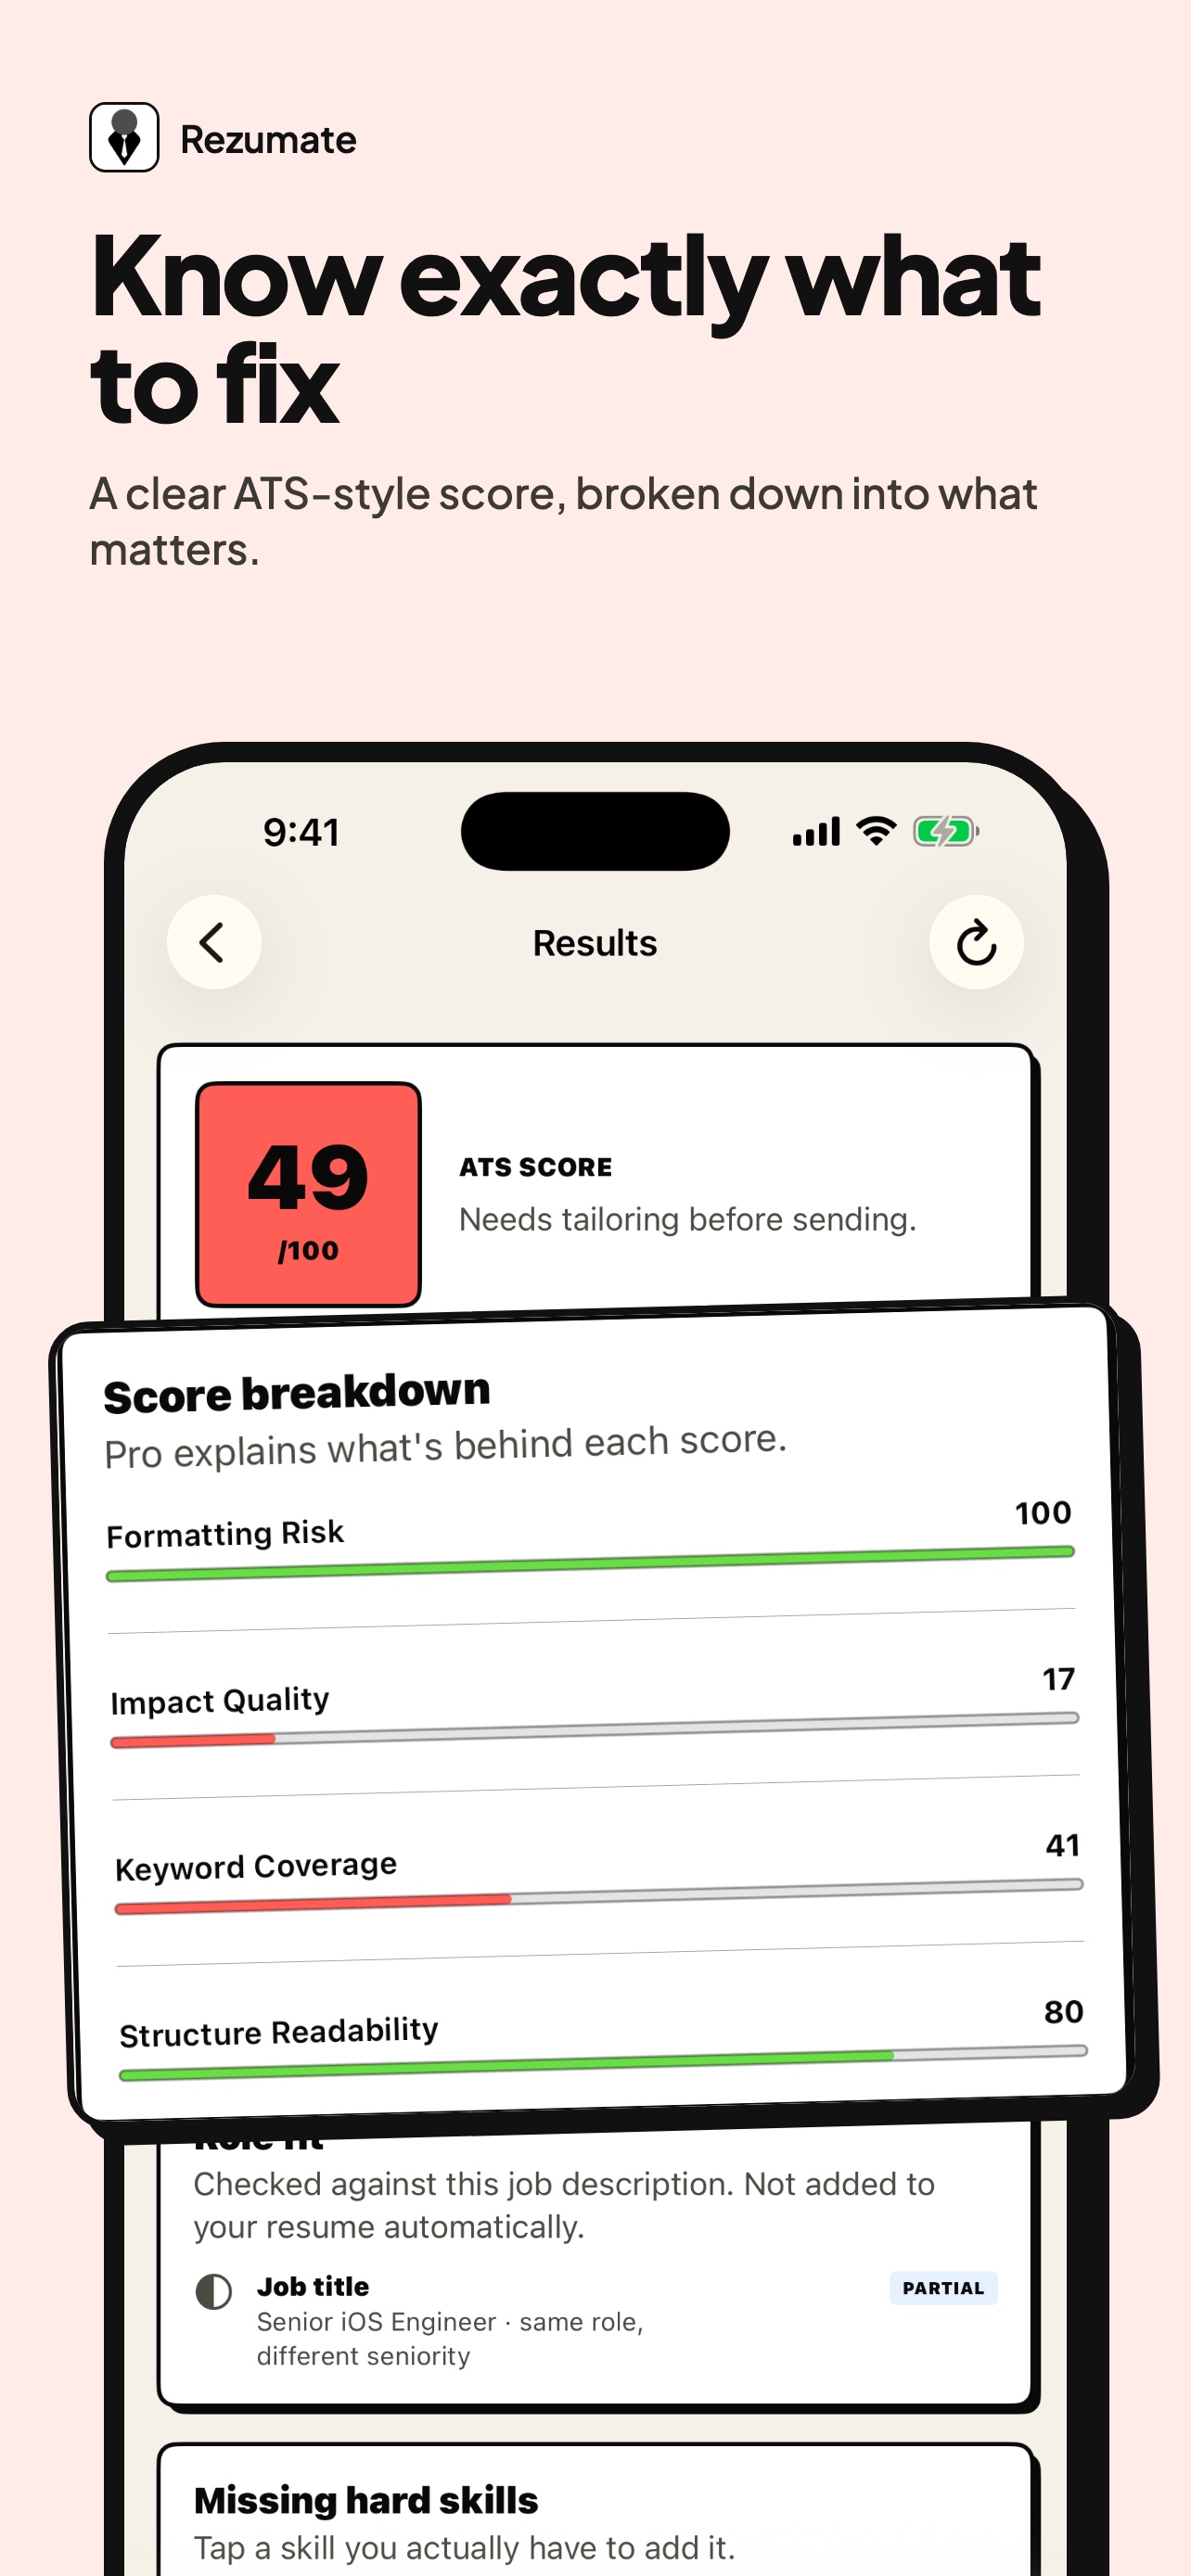 Rezumate
Know exactly what
to fix
A clear ATS-style score, broken down into what
matters.
9:41
Results
49
/100
ATS SCORE
Needs tailoring before sending.
Score breakdown
Pro explains what's behind each score.
Formatting Risk
100
Impact Quality
17
Keyword Coverage
41
Structure Readability
80
Role fit
Checked against this job description. Not added to
your resume automatically.
Job title
PARTIAL
Senior iOS Engineer · same role,
different seniority
Missing hard skills
Tap a skill you actually have to add it.